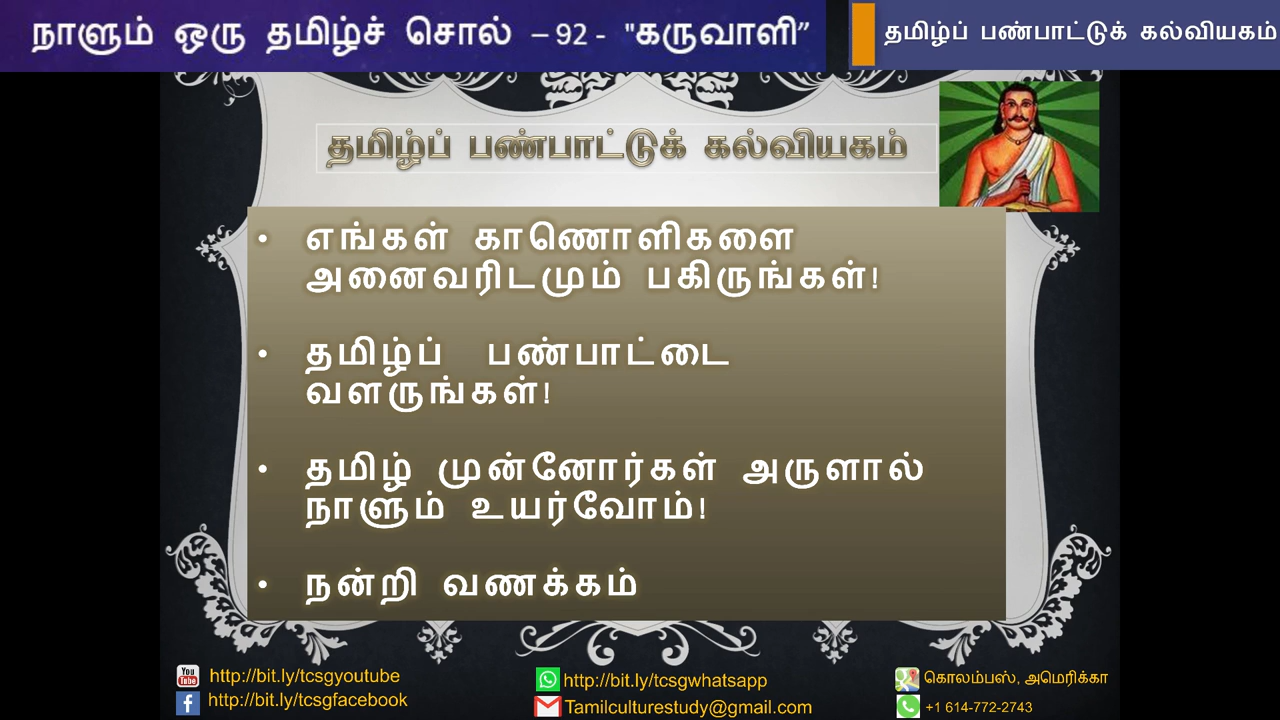 நாளும் ஒரு தமிழ்ச் சொல் – 92 - "கருவாளி”
தமிழ்ப் பண்பாட்டுக் கல்வியகம்
தமிழ்ப் பண்பாட்டுக் கல்வியகம்
• எங்கள் காணொளிகளை
அனைவரிடமும் பகிருங்கள்!
• தமிழ்ப் பண்பாட்டை
வளருங்கள்!
• தமிழ் முன்னோர்கள் அருளால்
நாளும் உயர்வோம்!
• நன்றி வணக்கம்
You Tube http://bit.ly/tcsgyoutube
http://bit.ly/tcsgwhatsapp
கொலம்பஸ், அமெரிக்கா
f http://bit.ly/tcsgfacebook
Tamilculturestudy@gmail.com
+1 614-772-2743